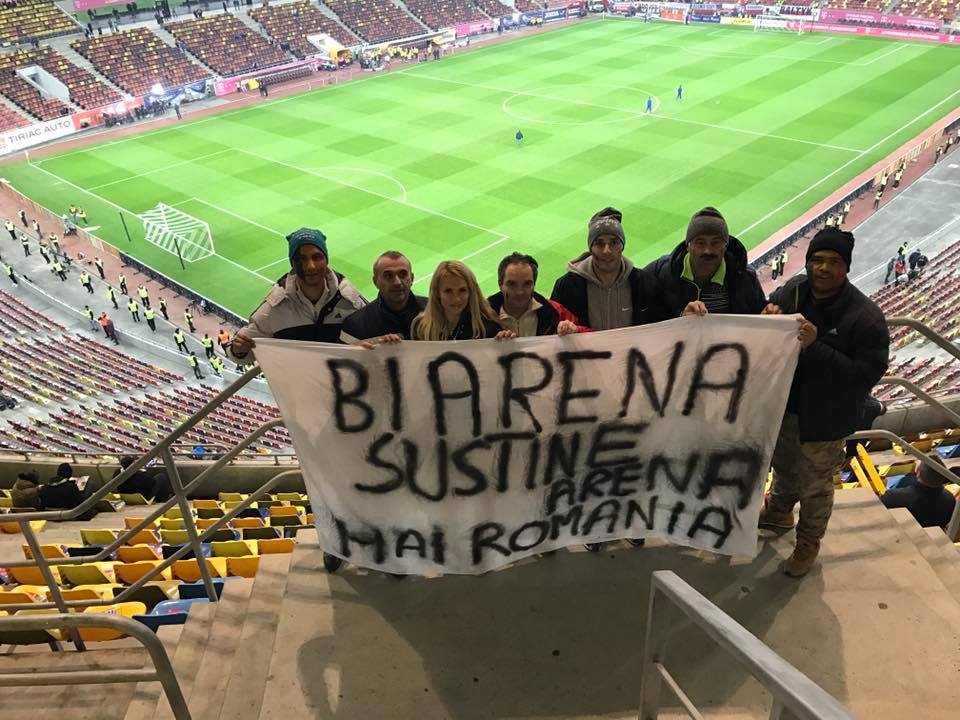 TIRIAC AUTO
BIARENA
SUSTINE
ARENA
HAI ROMANIA